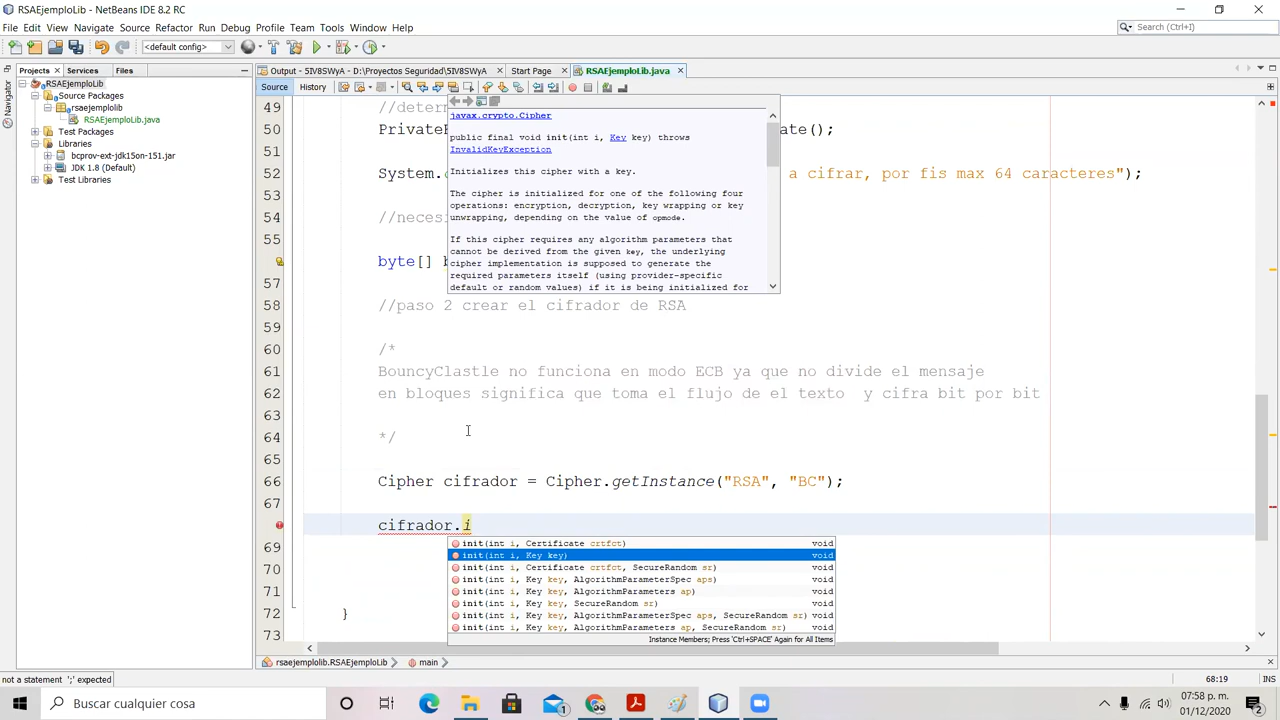 RSAEjemploLib - NetBeans IDE 8.2 RC
File Edit View Navigate Source Refactor Run Debug Profile Team Tools Window Help
Search (Ctrl+I)
<default config>
Projects Services Files
Output - D:\Proyectos Seguridad\5IV8SWyA Start Page RSAEjemploLib.java
Navigator
RSAEjemploLib
Source Packages
rsaejemplolib
RSAEjemploLib.java
Test Packages
Libraries
bcprov-ext-jdk15on-151.jar
JDK 1.8 (Default)
Test Libraries
Source History
49 //deter
50 PrivateK ate();
51
52 System. a cifrar, por fis max 64 caracteres");
53
54 //necesi
55
byte[] b
57
58 //paso 2 crear el cifrador de RSA
59
60 /*
61 BouncyClastle no funciona en modo ECB ya que no divide el mensaje
62 en bloques significa que toma el flujo de el texto y cifra bit por bit
63
64 */
65
66 Cipher cifrador = Cipher.getInstance("RSA", "BC");
67
cifrador.i
69
70
71
72 }
73
javax.crypto.Cipher
public final void init(int i, Key key) throws
InvalidKeyException
Initializes this cipher with a key.
The cipher is initialized for one of the following four
operations: encryption, decryption, key wrapping or key
unwrapping, depending on the value of opmode.
If this cipher requires any algorithm parameters that
cannot be derived from the given key, the underlying
cipher implementation is supposed to generate the
required parameters itself (using provider-specific
default or random values) if it is being initialized for
init(int i, Certificate crtfct) void
init(int i, Key key) void
init(int i, Certificate crtfct, SecureRandom sr) void
init(int i, Key key, AlgorithmParameterSpec aps) void
init(int i, Key key, AlgorithmParameters ap) void
init(int i, Key key, SecureRandom sr) void
init(int i, Key key, AlgorithmParameterSpec aps, SecureRandom sr) void
init(int i, Key key, AlgorithmParameters ap, SecureRandom sr) void
Instance Members; Press 'Ctrl+SPACE' Again for All Items
rsaejemplolib.RSAEjemploLib main
not a statement ';' expected 68:19 INS
Buscar cualquier cosa
07:58 p. m.
01/12/2020
1
2